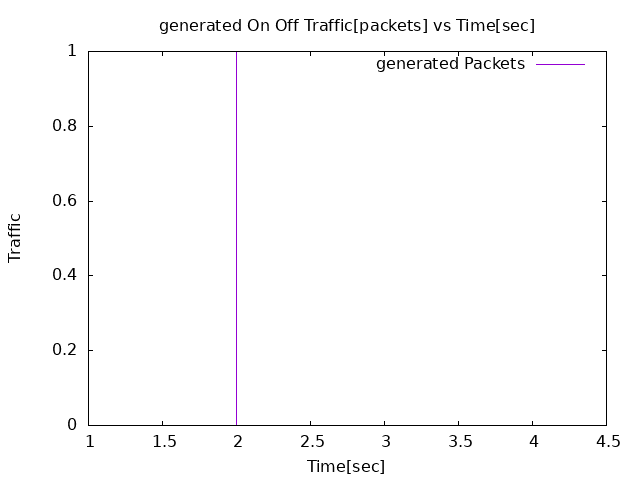 generated On Off Traffic[packets] vs Time[sec]
generated Packets
1
0.8
0.6
0.4
0.2
0
Traffic
1 1.5 2 2.5 3 3.5 4 4.5
Time[sec]